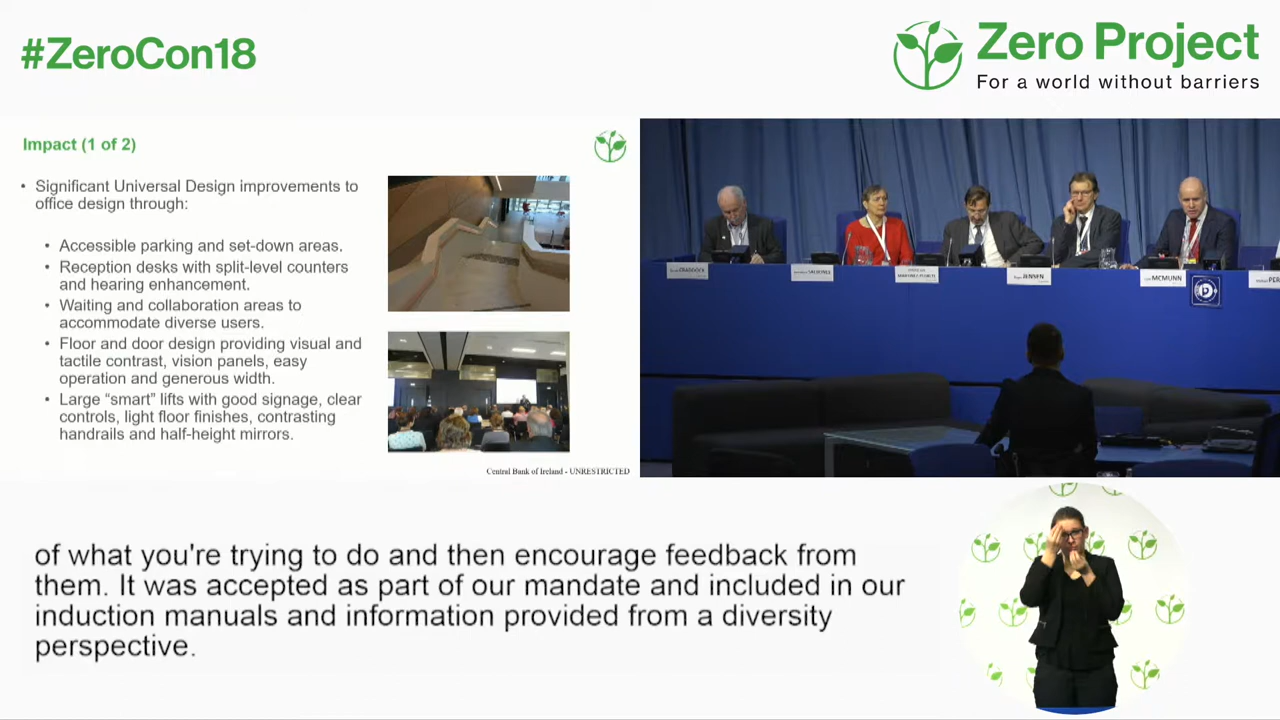 #ZeroCon18
Zero Project
For a world without barriers
Impact (1 of 2)
• Significant Universal Design improvements to
office design through:
• Accessible parking and set-down areas.
• Reception desks with split-level counters
and hearing enhancement.
• Waiting and collaboration areas to
accommodate diverse users.
• Floor and door design providing visual and
tactile contrast, vision panels, easy
operation and generous width.
• Large “smart” lifts with good signage, clear
controls, light floor finishes, contrasting
handrails and half-height mirrors.
Central Bank of Ireland - UNRESTRICTED
CRADDOCK
JENNEN
MCMUNN
of what you're trying to do and then encourage feedback from
them. It was accepted as part of our mandate and included in our
induction manuals and information provided from a diversity
perspective.